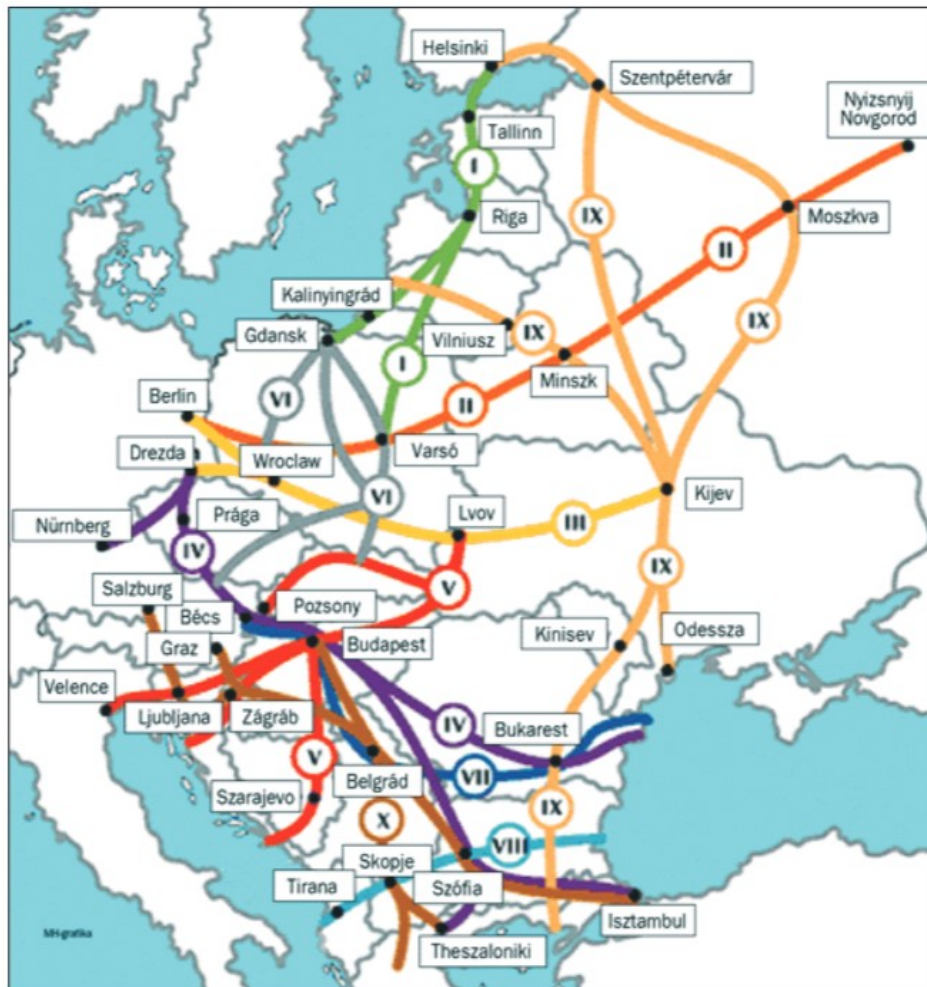 Helsinki
Szentpétervár
Nyizsnyij
Novgorod
Tallinn
I
Riga
IX
Moszkva
II
Kalinyingrád
IX
Gdansk
Vilniusz
IX
Minszk
I
VI
II
Berlin
Varsó
Drezda
Wroclaw
VI
Lvov
Kijev
Nürnberg
Prága
III
IV
IX
Salzburg
V
Bécs
Pozsony
Graz
Budapest
Kinisev
Odessza
Velence
Ljubljana
Zágráb
IV
Bukarest
V
Belgrád
VII
Szarajevo
X
IX
Skopje
VIII
Tirana
Szófia
Isztambul
MH-grafika
Theszaloniki